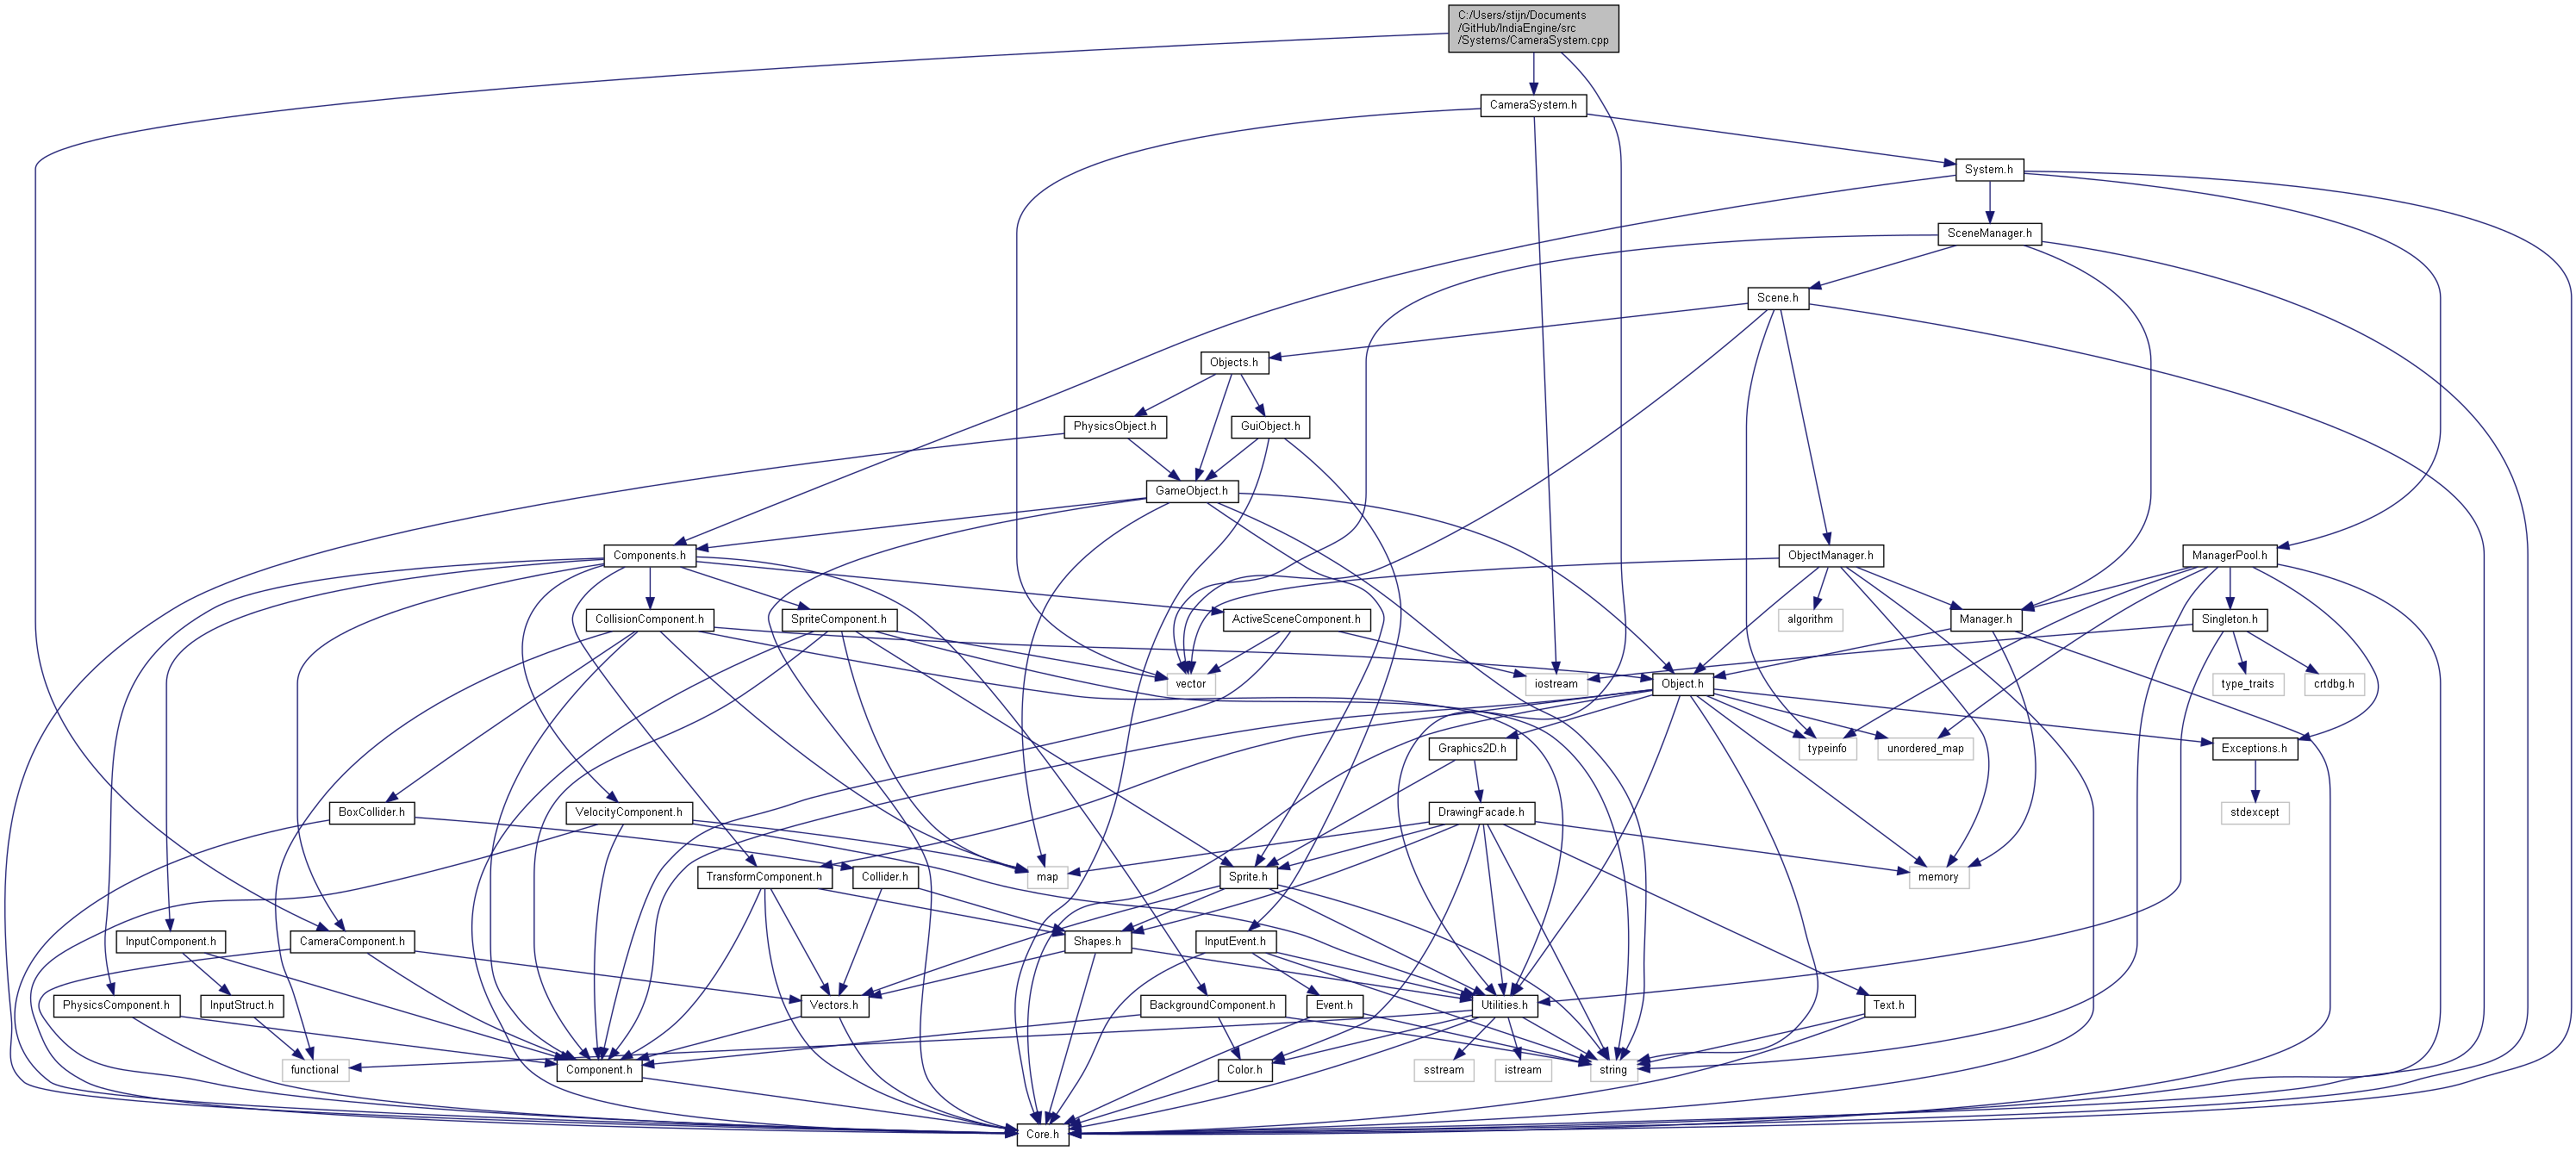 C:/Users/stijn/Documents
/GitHub/IndiaEngine/src
/Systems/CameraSystem.cpp
CameraSystem.h
System.h
SceneManager.h
Scene.h
Objects.h
PhysicsObject.h
GuiObject.h
GameObject.h
Components.h
ObjectManager.h
ManagerPool.h
CollisionComponent.h
SpriteComponent.h
ActiveSceneComponent.h
algorithm
Manager.h
Singleton.h
vector
iostream
Object.h
type_traits
crtdbg.h
Graphics2D.h
typeinfo
unordered_map
Exceptions.h
BoxCollider.h
VelocityComponent.h
DrawingFacade.h
stdexcept
TransformComponent.h
Collider.h
map
Sprite.h
memory
InputComponent.h
CameraComponent.h
Shapes.h
InputEvent.h
PhysicsComponent.h
InputStruct.h
Vectors.h
BackgroundComponent.h
Event.h
Utilities.h
Text.h
functional
Component.h
Color.h
sstream
istream
string
Core.h